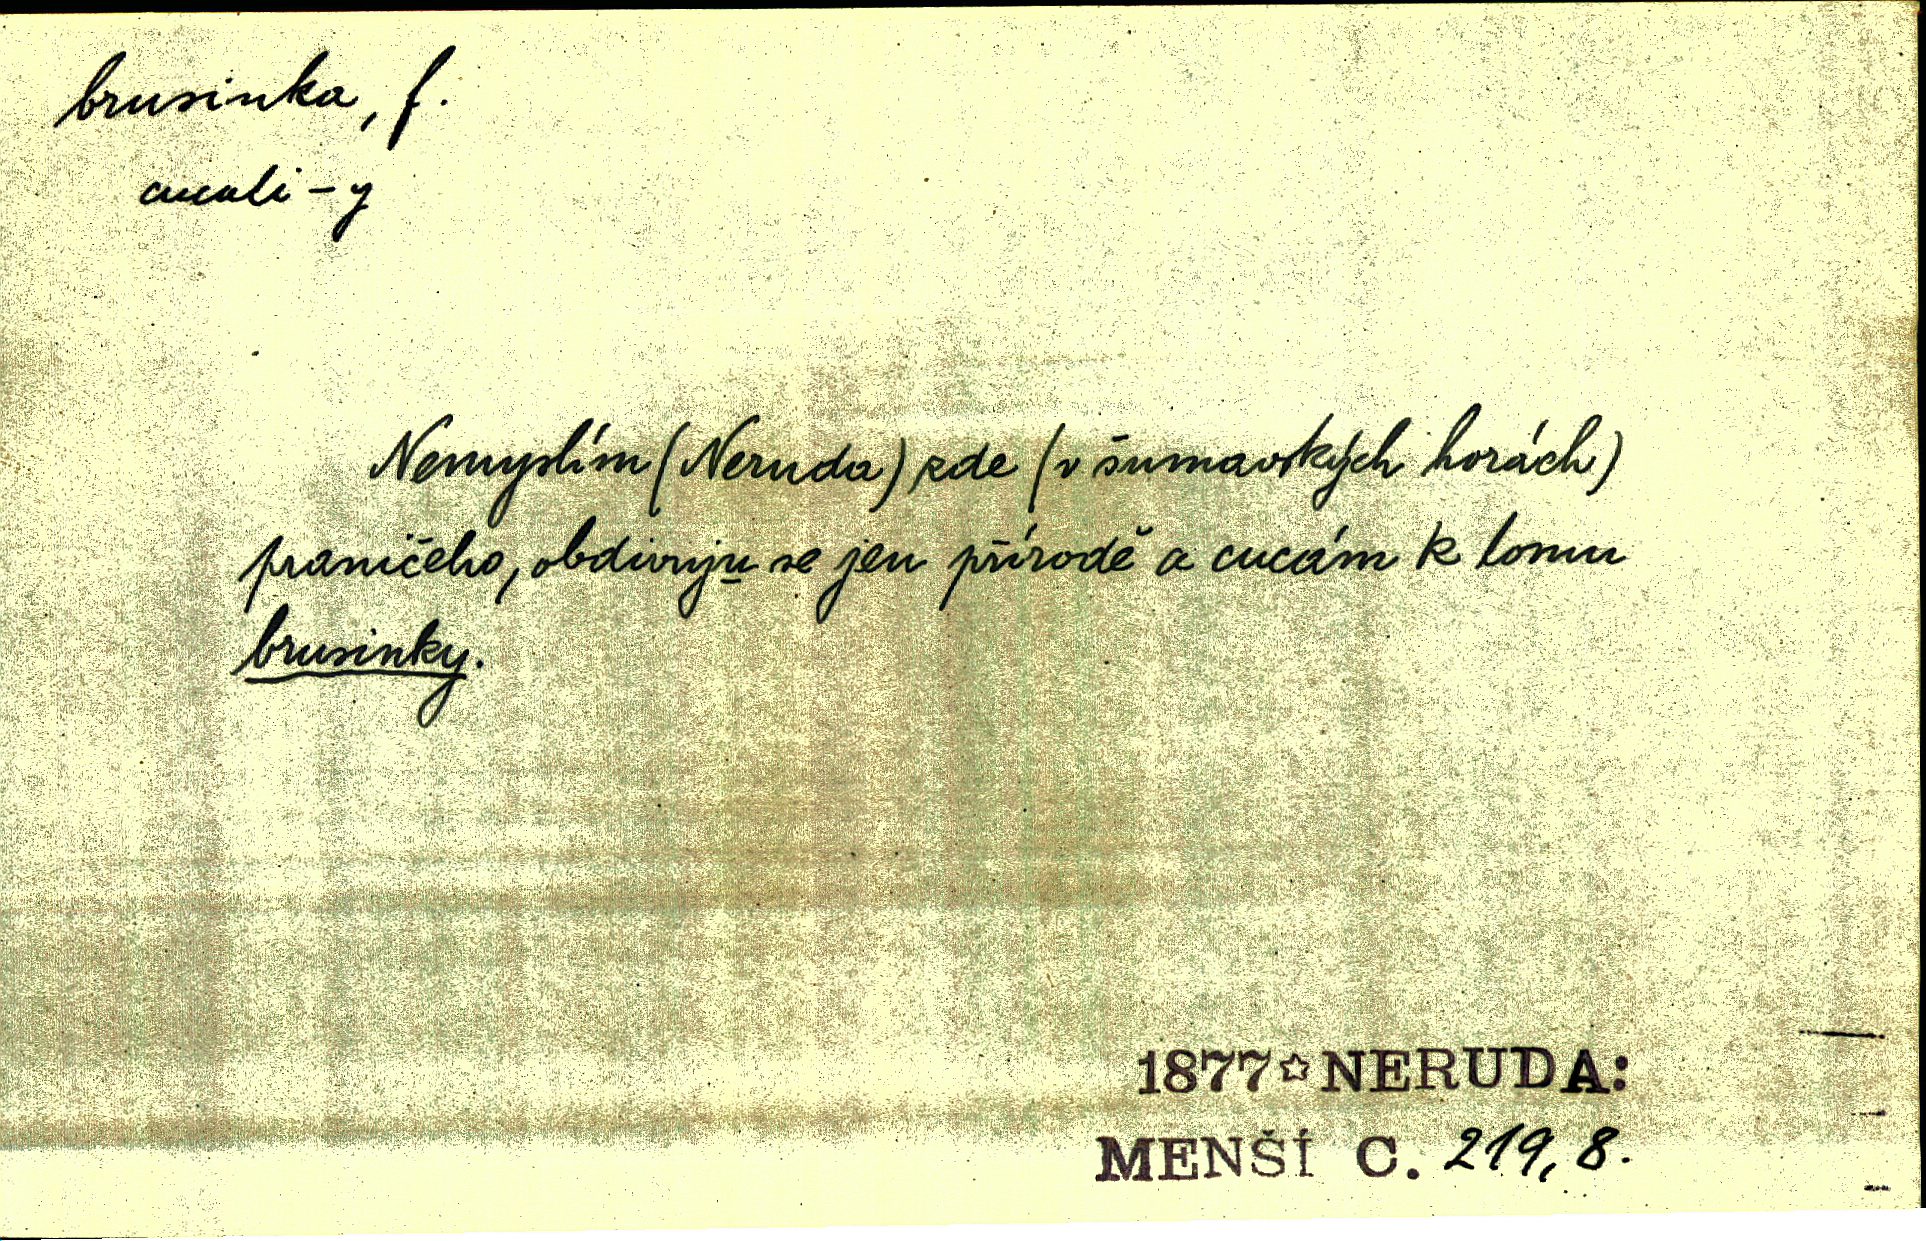 brusinka, f.
cucati - y
Nemyslím (Neruda) zde (v šumavských horách)
praničeho, obdivuju se jen přírodě a cucám k tomu
brusinky.
1877☆NERUDA:
MENŠÍ C. 219, 8.